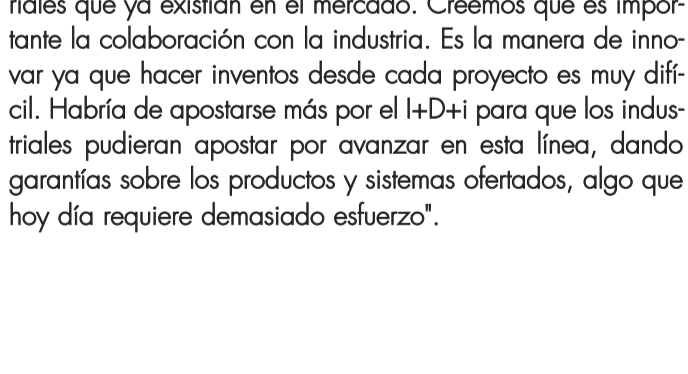 riales que ya existían en el mercado. Creemos que es impor-
tante la colaboración con la industria. Es la manera de inno-
var ya que hacer inventos desde cada proyecto es muy difí-
cil. Habría de apostarse más por el I+D+i para que los indus-
triales pudieran apostar por avanzar en esta línea, dando
garantías sobre los productos y sistemas ofertados, algo que
hoy día requiere demasiado esfuerzo".